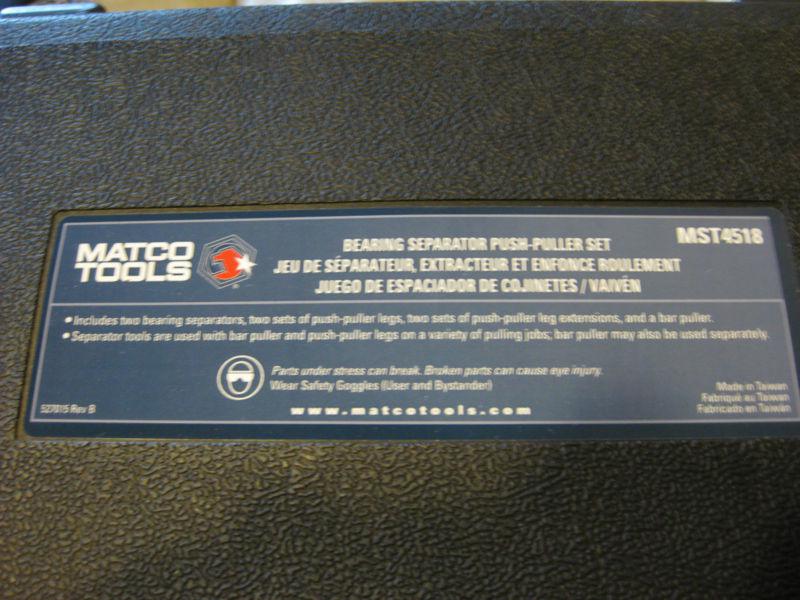 MATCO
TOOLS
®
BEARING SEPARATOR PUSH-PULLER SET
MST4518
JEU DE SÉPARATEUR, EXTRACTEUR ET ENFONCE ROULEMENT
JUEGO DE ESPACIADOR DE COJINETES / VAIVÉN
• Includes two bearing separators, two sets of push-puller legs, two sets of push-puller leg extensions, and a bar puller.
• Separator tools are used with bar puller and push-puller legs on a variety of pulling jobs; bar puller may also be used separately.
Parts under stress can break. Broken parts can cause eye injury.
Wear Safety Goggles (User and Bystander)
www.matcotools.com
527015 Rev B
Made in Taiwan
Fabriqué au Taiwan
Fabricado en Taiwán